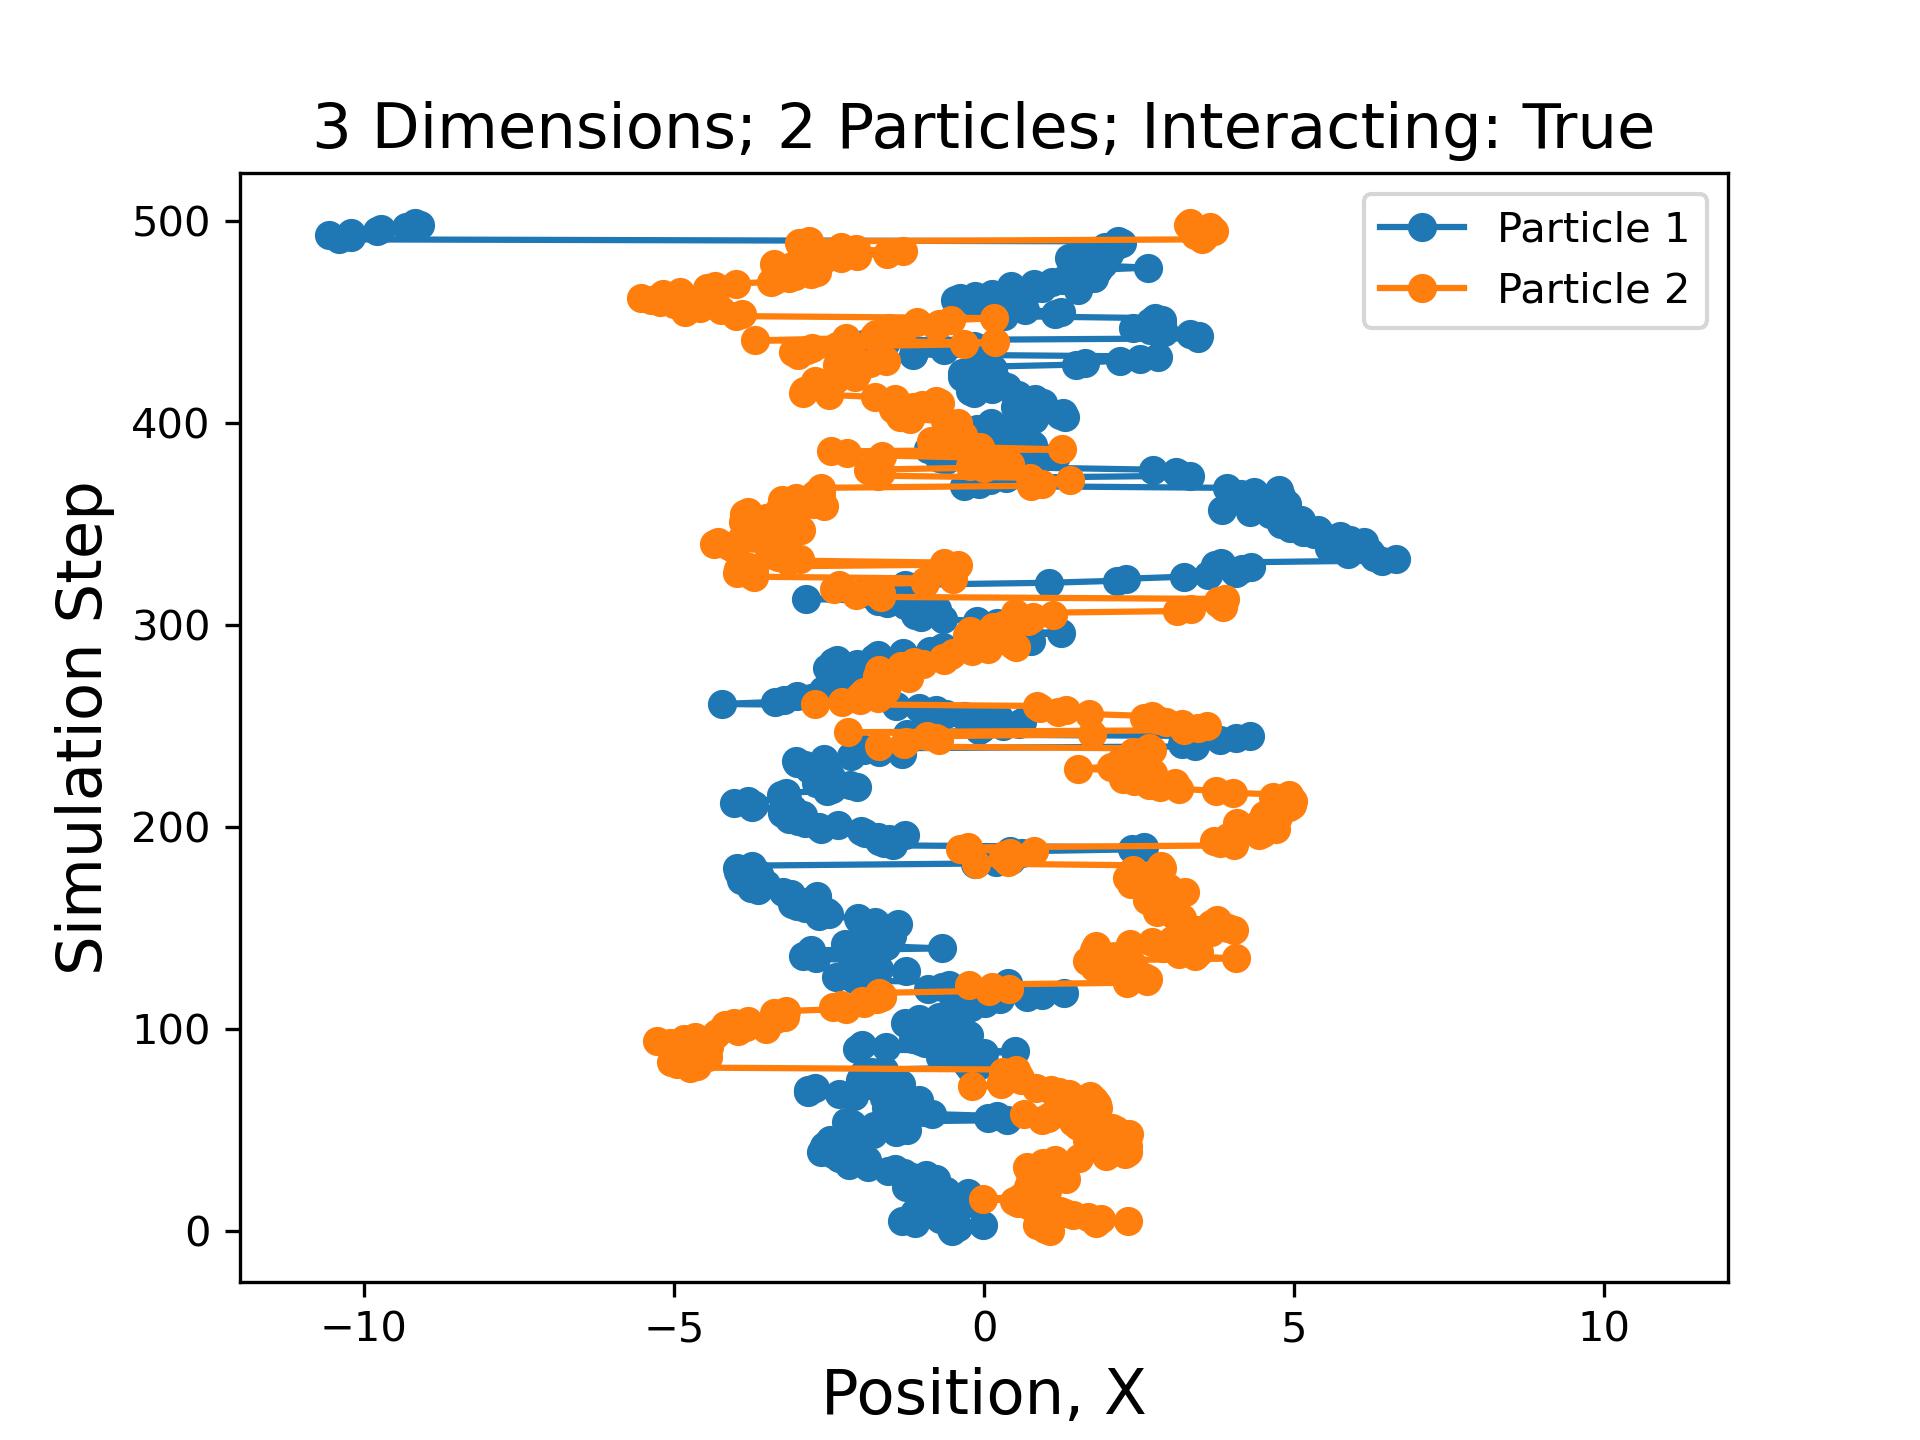 3 Dimensions; 2 Particles; Interacting: True
Particle 1
Particle 2
Simulation Step
500
400
300
200
100
0
−10
−5
0
5
10
Position, X